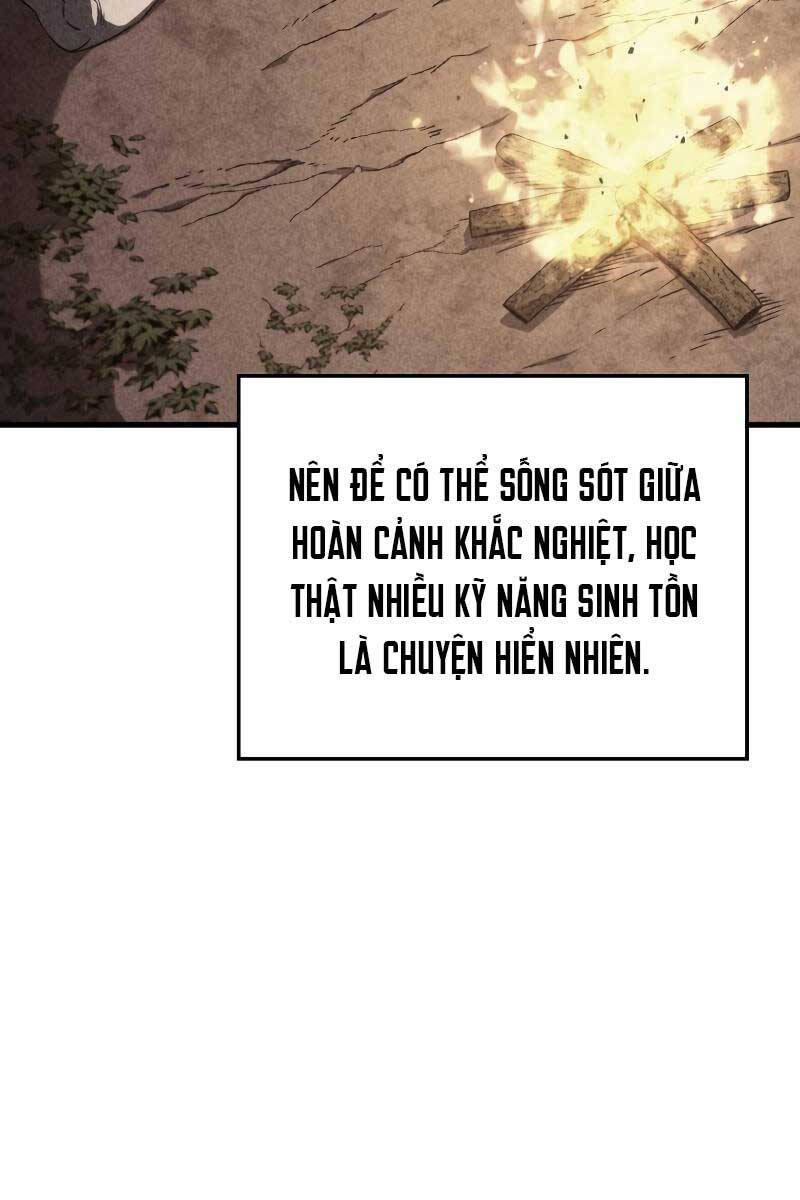 NÊN ĐỂ CÓ THỂ SỐNG SÓT GIỮA
HOÀN CẢNH KHẮC NGHIỆT, HỌC
THẬT NHIỀU KỸ NĂNG SINH TỒN
LÀ CHUYỆN HIỂN NHIÊN.